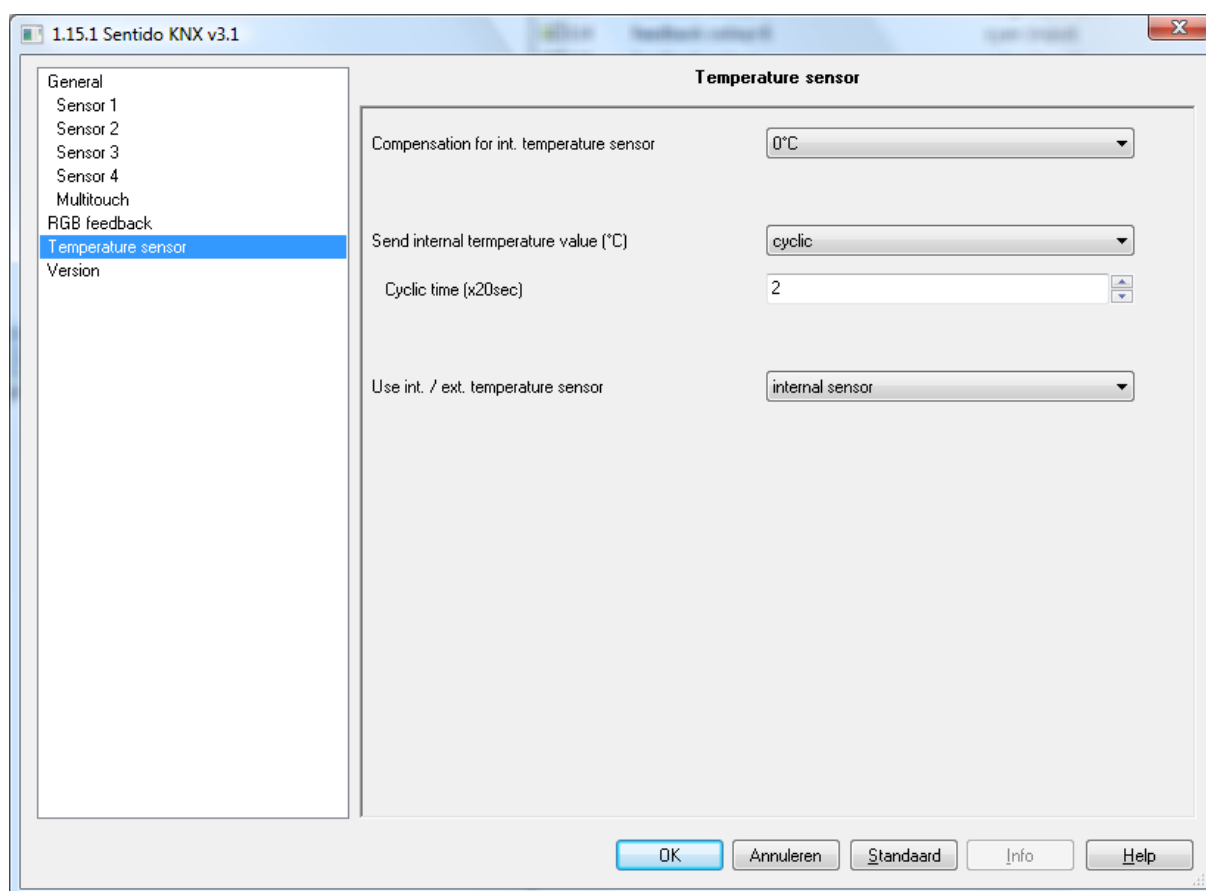 1.15.1 Sentido KNX v3.1
General
Sensor 1
Sensor 2
Sensor 3
Sensor 4
Multitouch
RGB feedback
Temperature sensor
Version
Temperature sensor
Compensation for int. temperature sensor
0°C
Send internal termperature value (°C)
cyclic
Cyclic time (x20sec)
2
Use int. / ext. temperature sensor
internal sensor
OK
Annuleren
Standaard
Info
Help